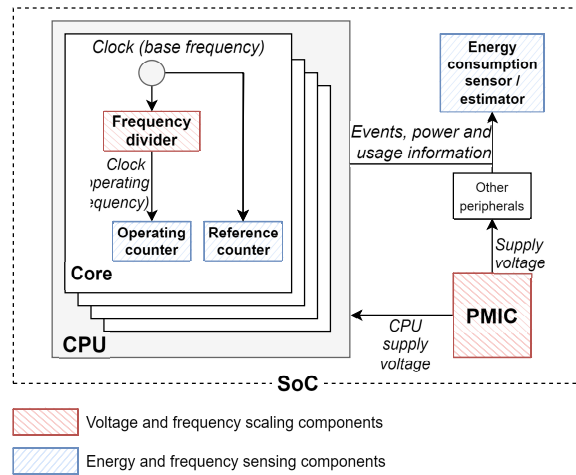 Clock (base frequency)
Frequency
divider
Clock
operating
equency)
Operating
counter
Reference
counter
Core
CPU
Energy
consumption
sensor /
estimator
Events, power and
usage information
Other
peripherals
Supply
voltage
PMIC
CPU
supply
voltage
SoC
Voltage and frequency scaling components
Energy and frequency sensing components